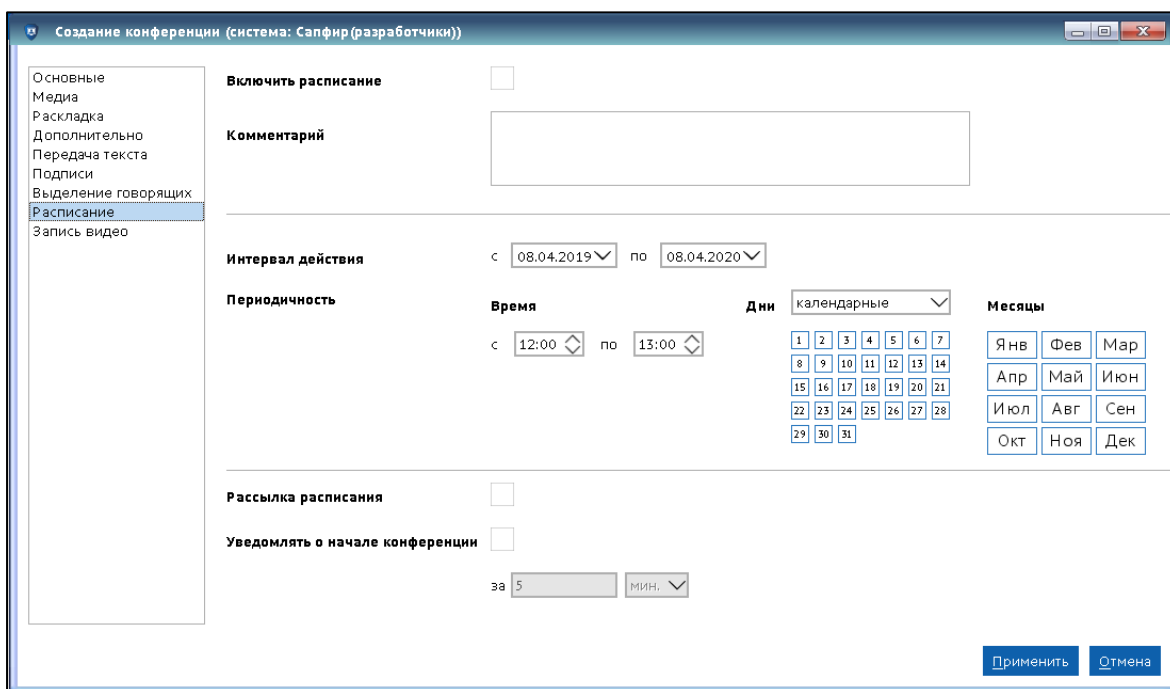 Создание конференции (система: Сапфир(разработчики))
Основные
Медиа
Раскладка
Дополнительно
Передача текста
Подписи
Выделение говорящих
Расписание
Запись видео
Включить расписание
Комментарий
Интервал действия с 08.04.2019 по 08.04.2020
Периодичность Время Дни календарные Месяцы
с 12:00 по 13:00
1 2 3 4 5 6 7
8 9 10 11 12 13 14
15 16 17 18 19 20 21
22 23 24 25 26 27 28
29 30 31
Янв Фев Мар
Апр Май Июн
Июл Авг Сен
Окт Ноя Дек
Рассылка расписания
Уведомлять о начале конференции
за 5 мин.
Применить Отмена